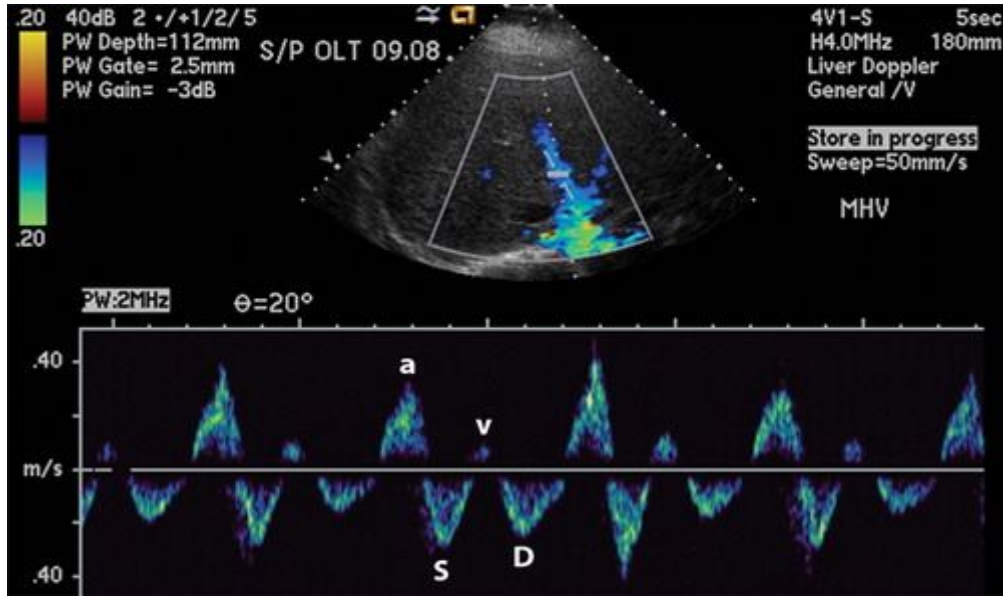 .20
40dB 2 •/+1/2/ 5
PW Depth=112mm
PW Gate= 2.5mm
PW Gain= -3dB
.20
S/P OLT 09.08
4V1-S 5sec
H4.0MHz 180mm
Liver Doppler
General /V
Store in progress
Sweep=50mm/s
MHV
PW:2MHz θ=20°
.40
a
v
m/s
S
D
.40